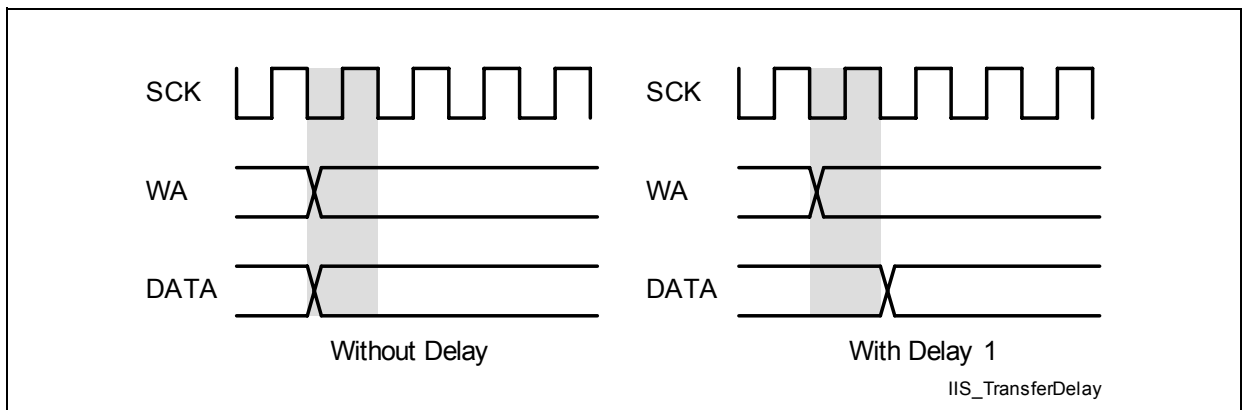 SCK SCK
WA WA
DATA DATA
Without Delay With Delay 1
IIS_TransferDelay